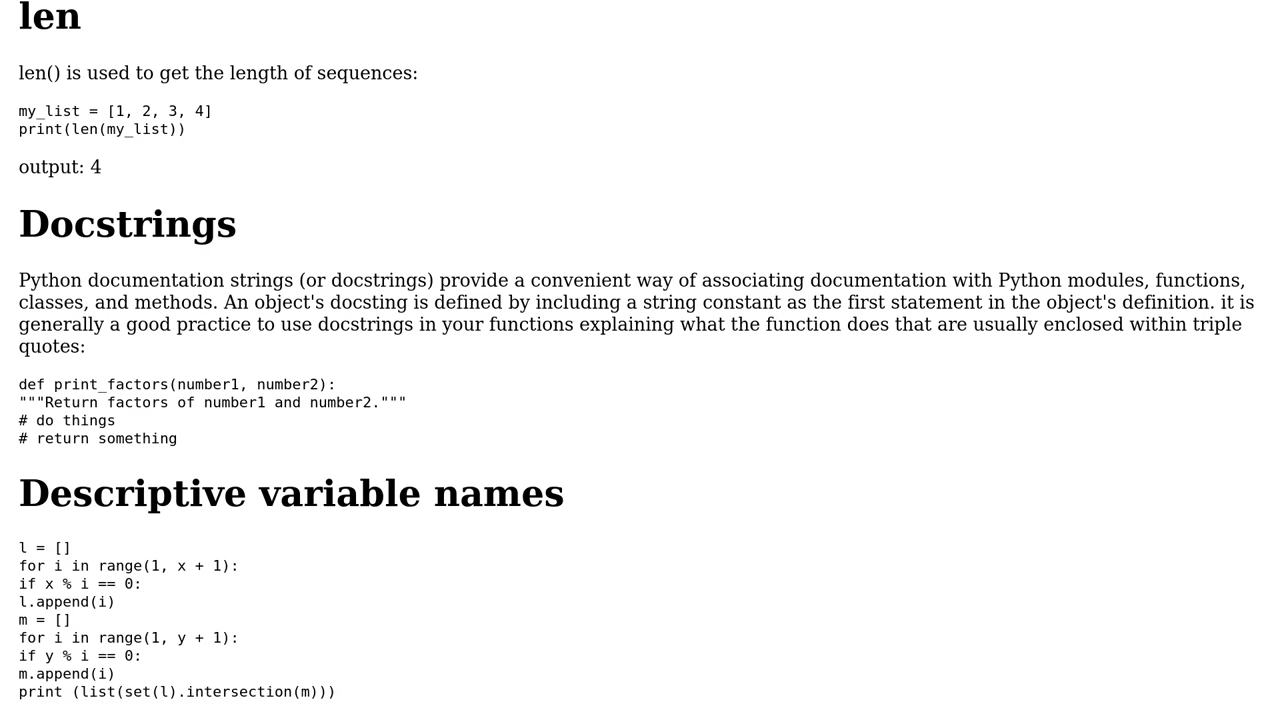 len
len() is used to get the length of sequences:
my_list = [1, 2, 3, 4]
print(len(my_list))
output: 4
Docstrings
Python documentation strings (or docstrings) provide a convenient way of associating documentation with Python modules, functions,
classes, and methods. An object's docsting is defined by including a string constant as the first statement in the object's definition. it is
generally a good practice to use docstrings in your functions explaining what the function does that are usually enclosed within triple
quotes:
def print_factors(number1, number2):
"""Return factors of number1 and number2."""
# do things
# return something
Descriptive variable names
l = []
for i in range(1, x + 1):
if x % i == 0:
l.append(i)
m = []
for i in range(1, y + 1):
if y % i == 0:
m.append(i)
print (list(set(l).intersection(m)))